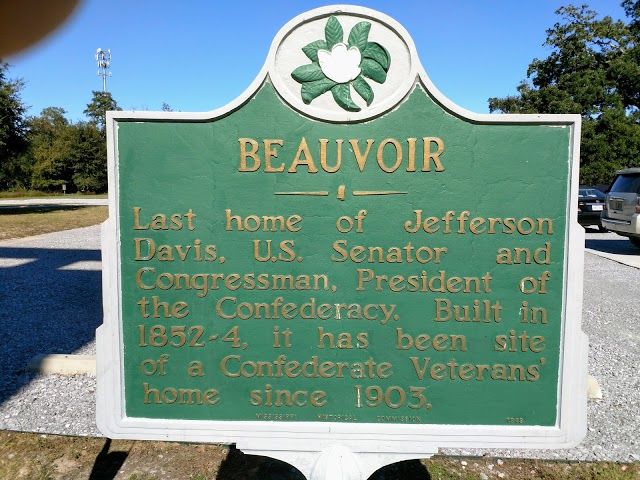 BEAUVOIR
Last home of Jefferson
Davis, U.S. Senator and
Congressman, President of
the Confederacy. Built in
1852-4, it has been site
of a Confederate Veterans'
home since 1903.
MISSISSIPPI HISTORICAL COMMISSION